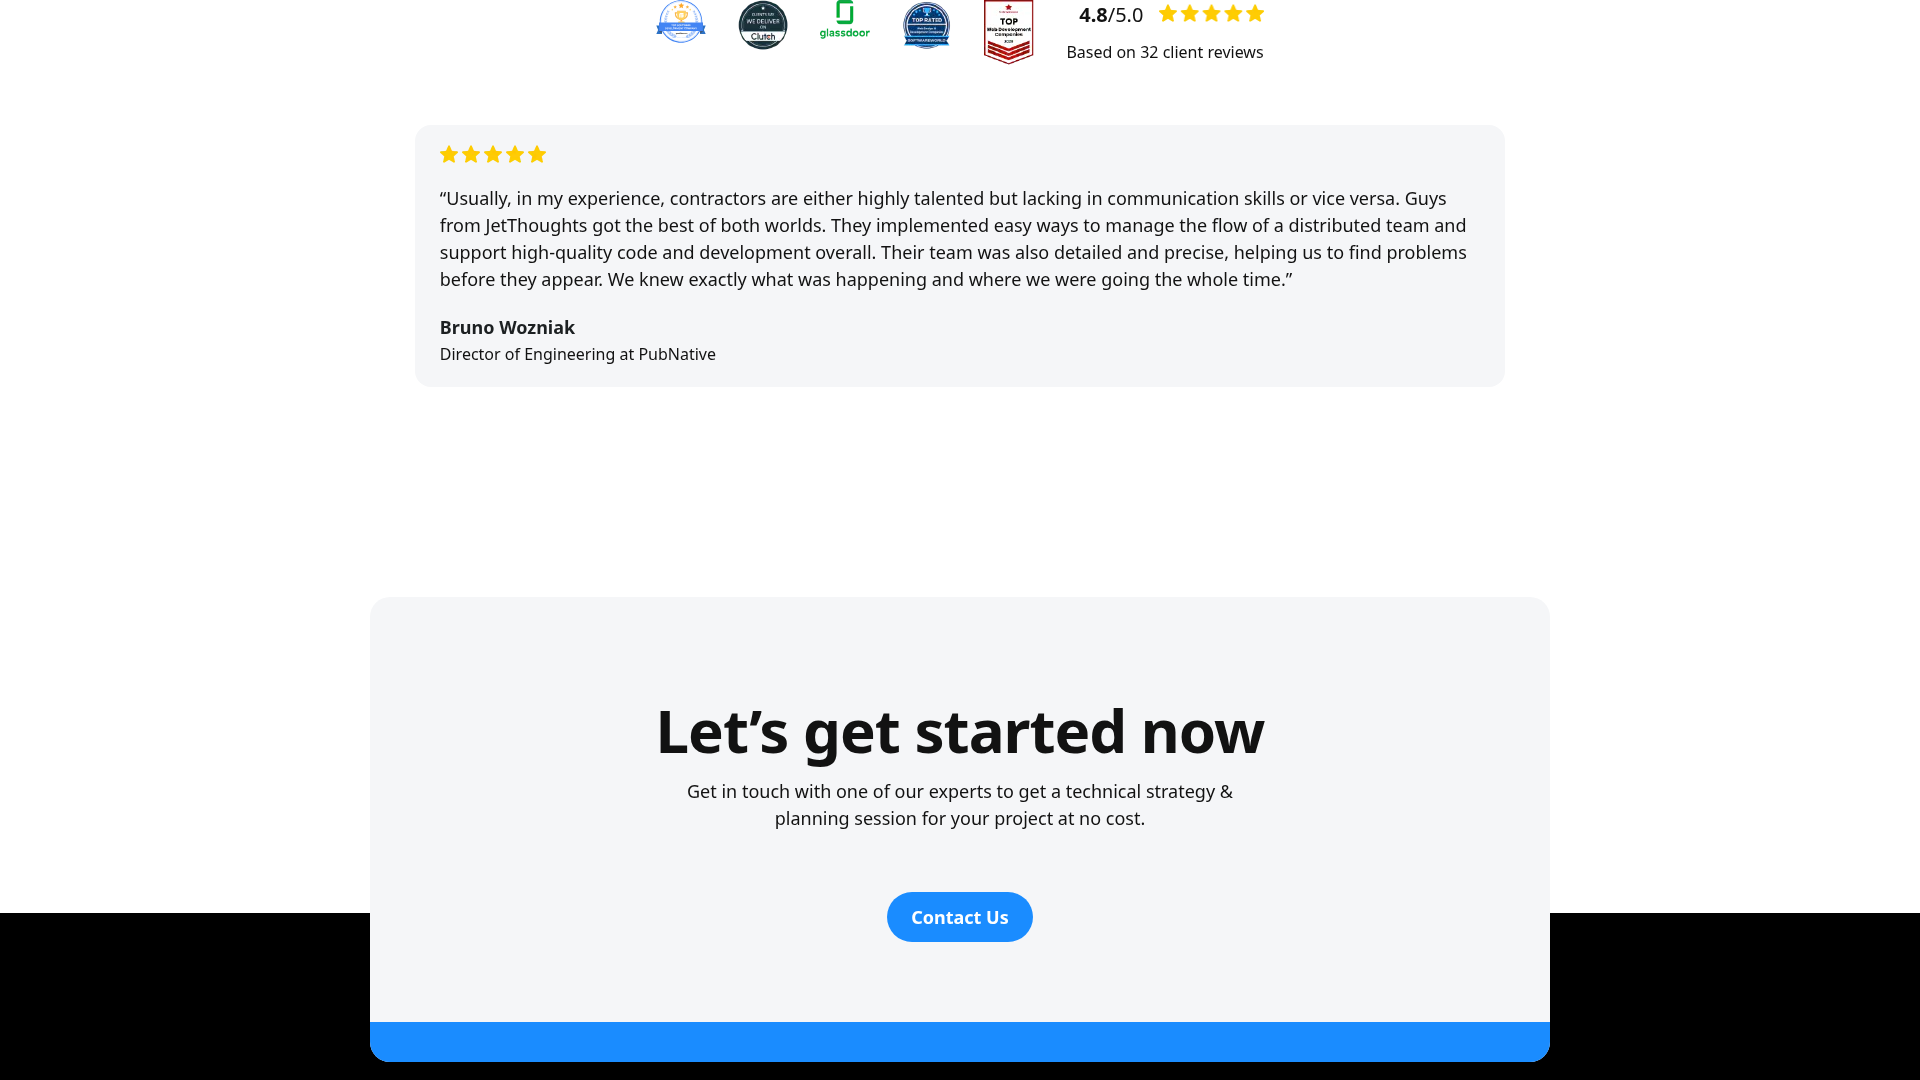 CLIENTS SAY
WE DELIVER
ON
Clutch
glassdoor
TOP RATED
SOFTWAREWORLD
TOP
Web Development
Companies
4.8/5.0
Based on 32 client reviews
“Usually, in my experience, contractors are either highly talented but lacking in communication skills or vice versa. Guys
from JetThoughts got the best of both worlds. They implemented easy ways to manage the flow of a distributed team and
support high-quality code and development overall. Their team was also detailed and precise, helping us to find problems
before they appear. We knew exactly what was happening and where we were going the whole time.”
Bruno Wozniak
Director of Engineering at PubNative
Let’s get started now
Get in touch with one of our experts to get a technical strategy &
planning session for your project at no cost.
Contact Us